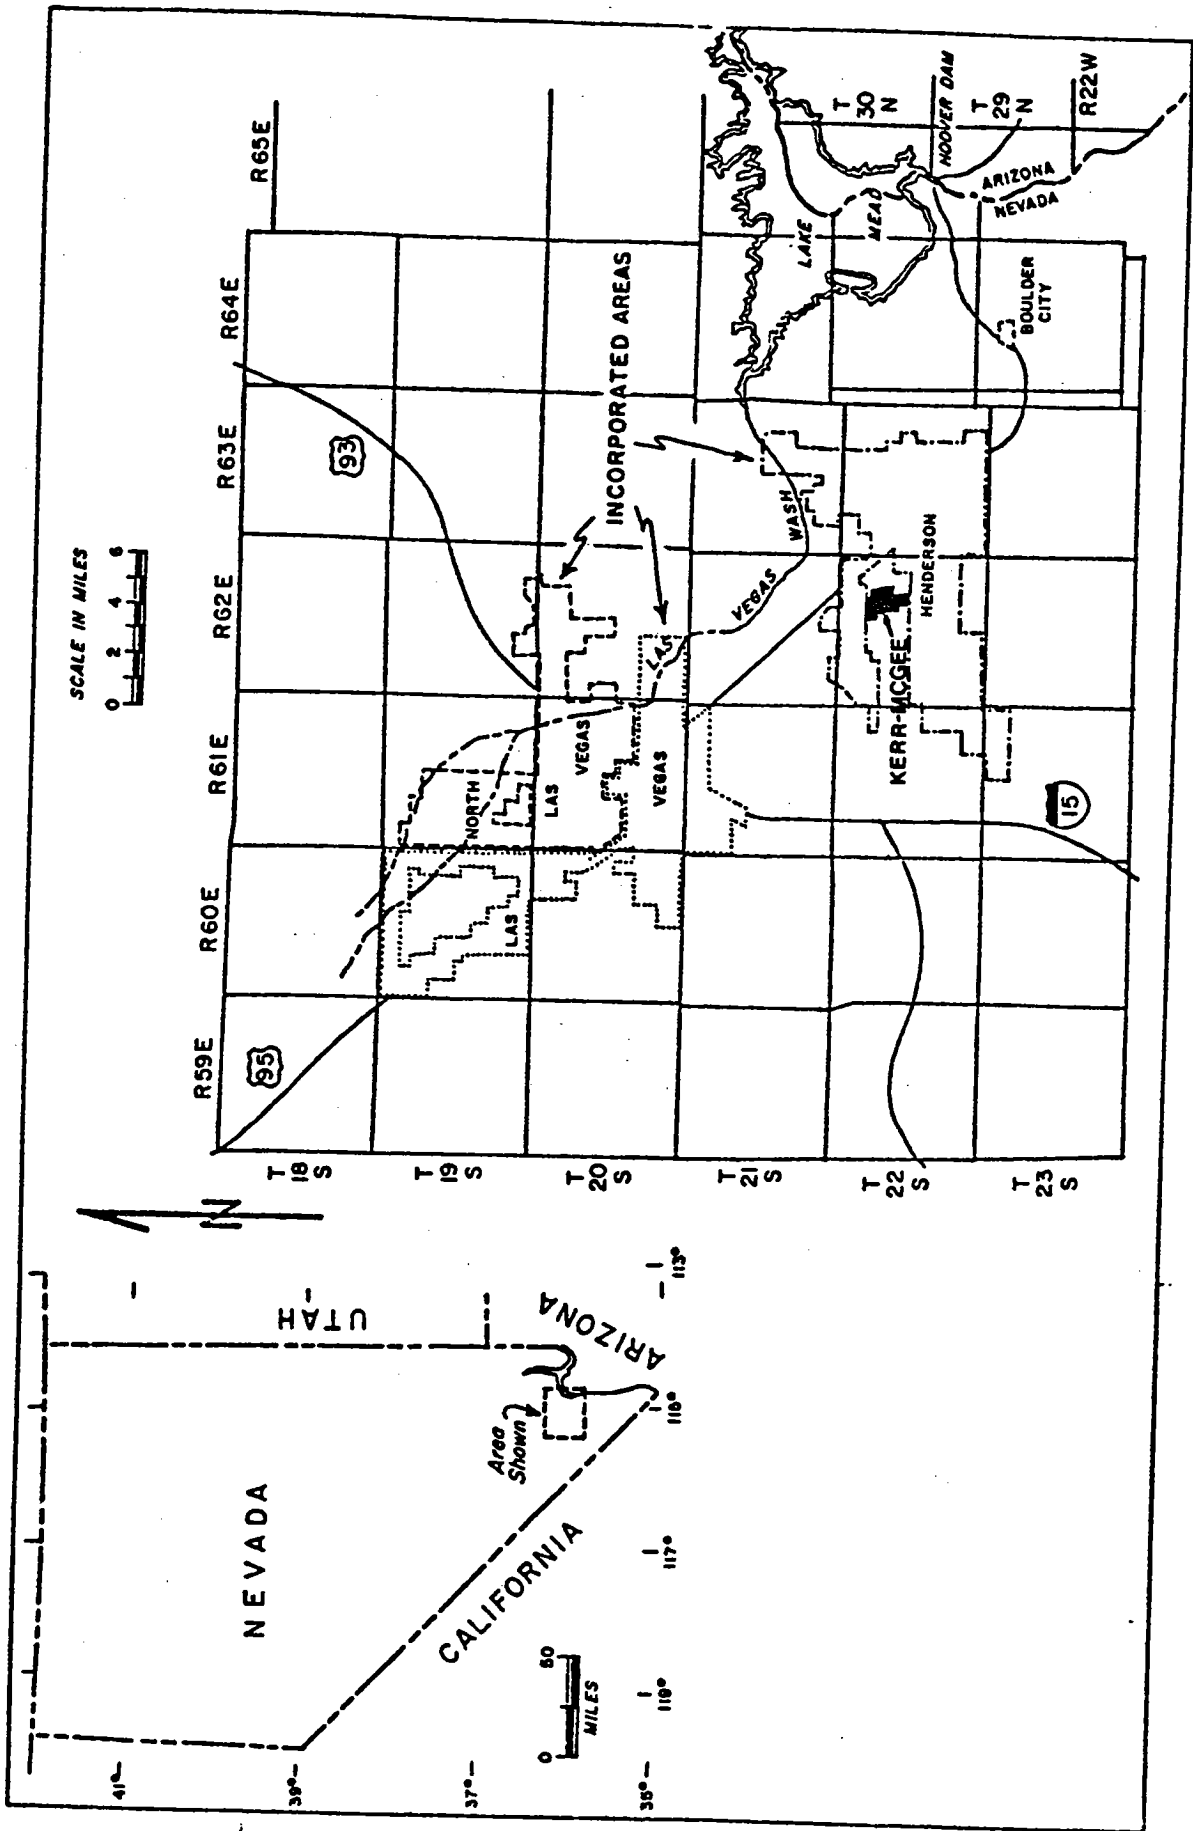 SCALE IN MILES
0 2 4 6
R59E
R60E
R61E
R62E
R63E
R64E
R65E
T 18 S
T 19 S
T 20 S
T 21 S
T 22 S
T 23 S
95
93
15
NORTH
LAS
VEGAS
LAS
VEGAS
INCORPORATED AREAS
LAS
VEGAS
WASH
LAKE
MEAD
T 30 N
HOOVER DAM
T 29 N
R22W
ARIZONA
NEVADA
BOULDER
CITY
HENDERSON
KERR-MCGEE
N
NEVADA
UTAH
ARIZONA
CALIFORNIA
Area
Shown
0 50
MILES
41°
39°
37°
35°
119°
117°
113°